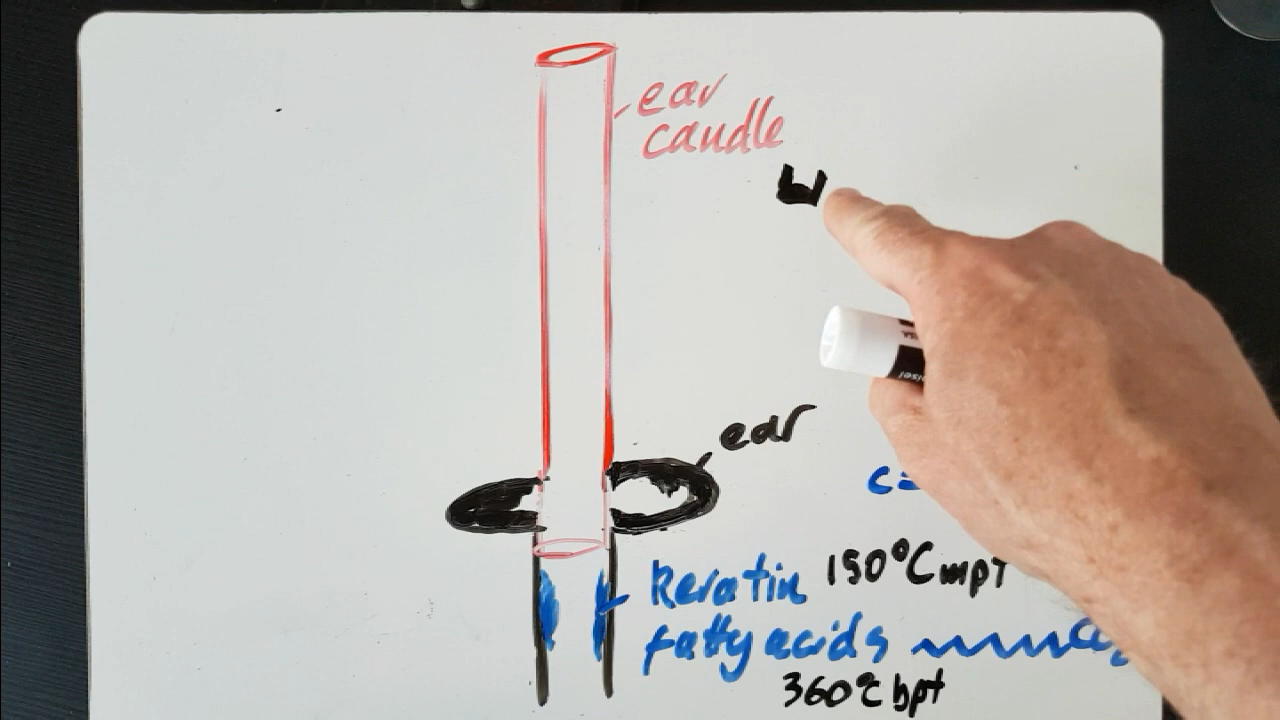 ear
candle
ear
c=
Keratin 150°C mpt
fatty acids
360°C bpt